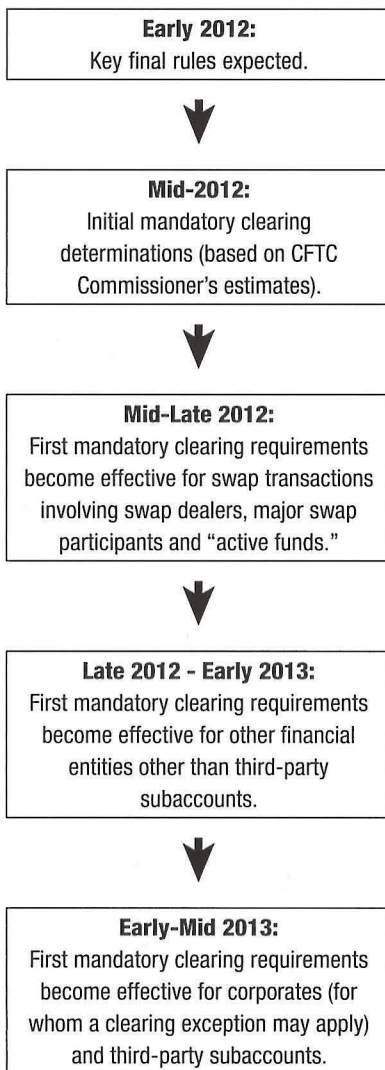 Early 2012:
Key final rules expected.
Mid-2012:
Initial mandatory clearing
determinations (based on CFTC
Commissioner's estimates).
Mid-Late 2012:
First mandatory clearing requirements
become effective for swap transactions
involving swap dealers, major swap
participants and “active funds.”
Late 2012 - Early 2013:
First mandatory clearing requirements
become effective for other financial
entities other than third-party
subaccounts.
Early-Mid 2013:
First mandatory clearing requirements
become effective for corporates (for
whom a clearing exception may apply)
and third-party subaccounts.